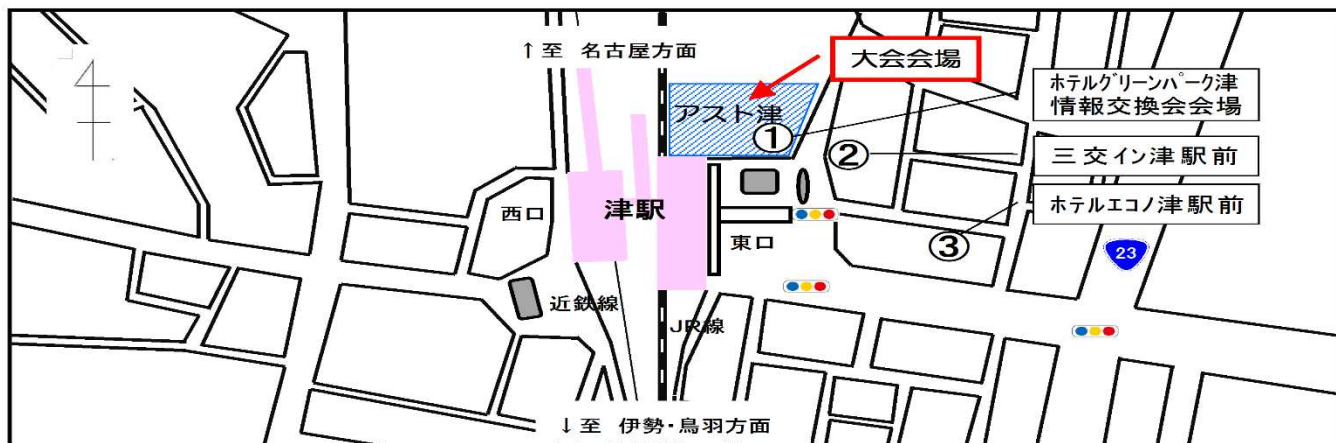 ↑至 名古屋方面
大会会場
アスト津
①
②
③
ホテルグリーンパーク津
情報交換会会場
三交イン津駅前
ホテルエコノ津駅前
西口
津駅
東口
23
近鉄線
JR線
↓至 伊勢・鳥羽方面